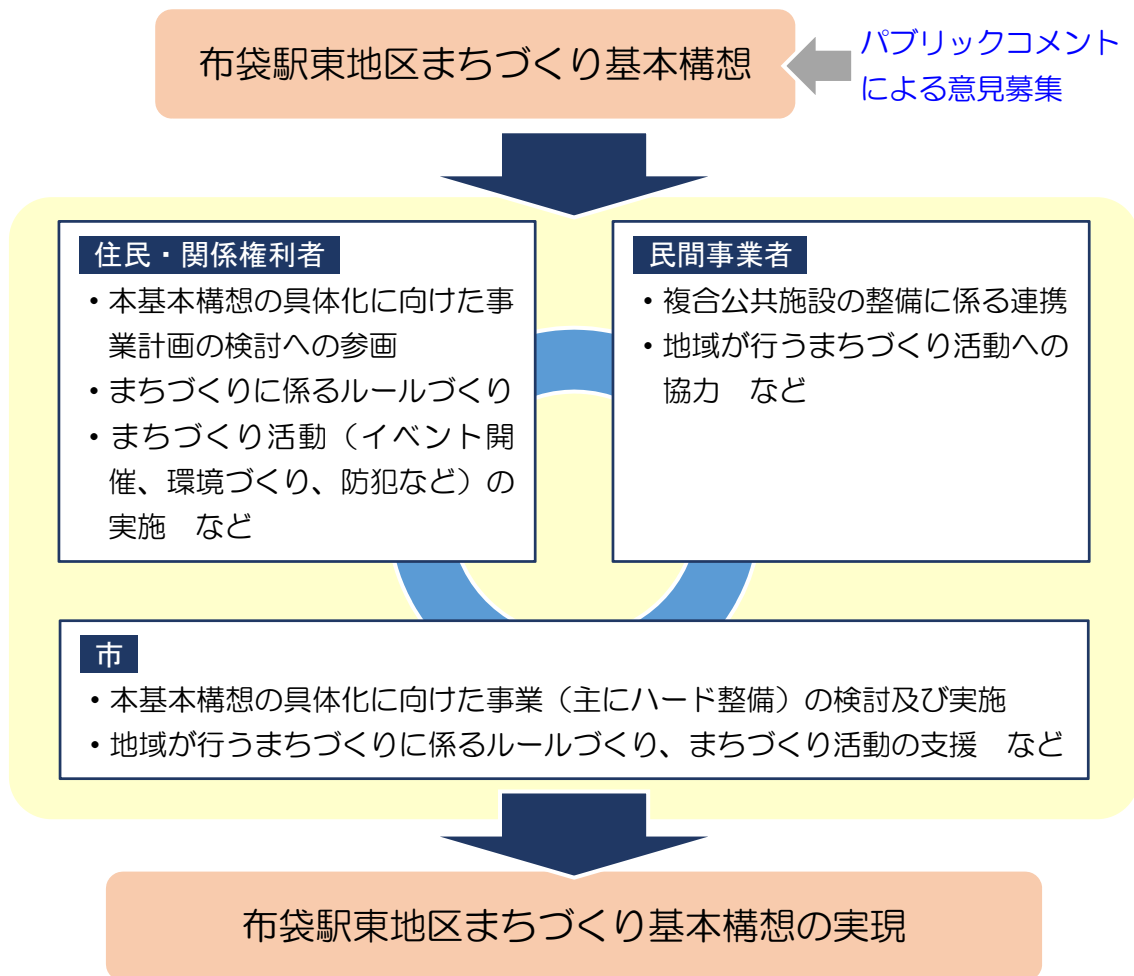 布袋駅東地区まちづくり基本構想
パブリックコメント
による意見募集
住民・関係権利者
・本基本構想の具体化に向けた事
業計画の検討への参画
・まちづくりに係るルールづくり
・まちづくり活動（イベント開
催、環境づくり、防犯など）の
実施　など
民間事業者
・複合公共施設の整備に係る連携
・地域が行うまちづくり活動への
協力　など
市
・本基本構想の具体化に向けた事業（主にハード整備）の検討及び実施
・地域が行うまちづくりに係るルールづくり、まちづくり活動の支援　など
布袋駅東地区まちづくり基本構想の実現